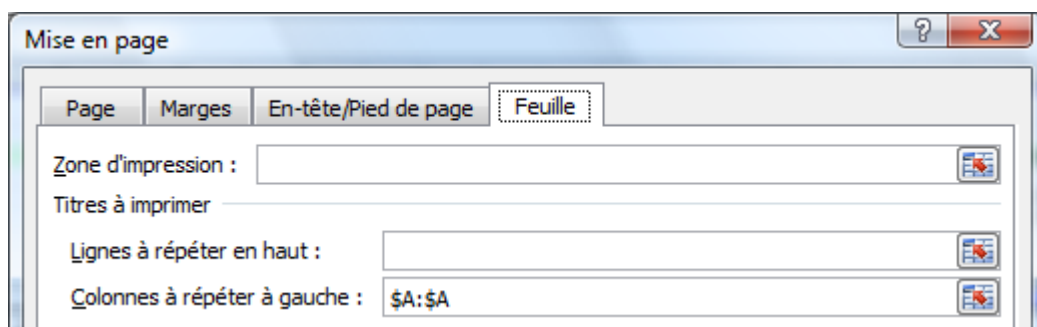 Mise en page
?
Page Marges En-tête/Pied de page Feuille
Zone d'impression :
Titres à imprimer
Lignes à répéter en haut :
Colonnes à répéter à gauche : $A:$A